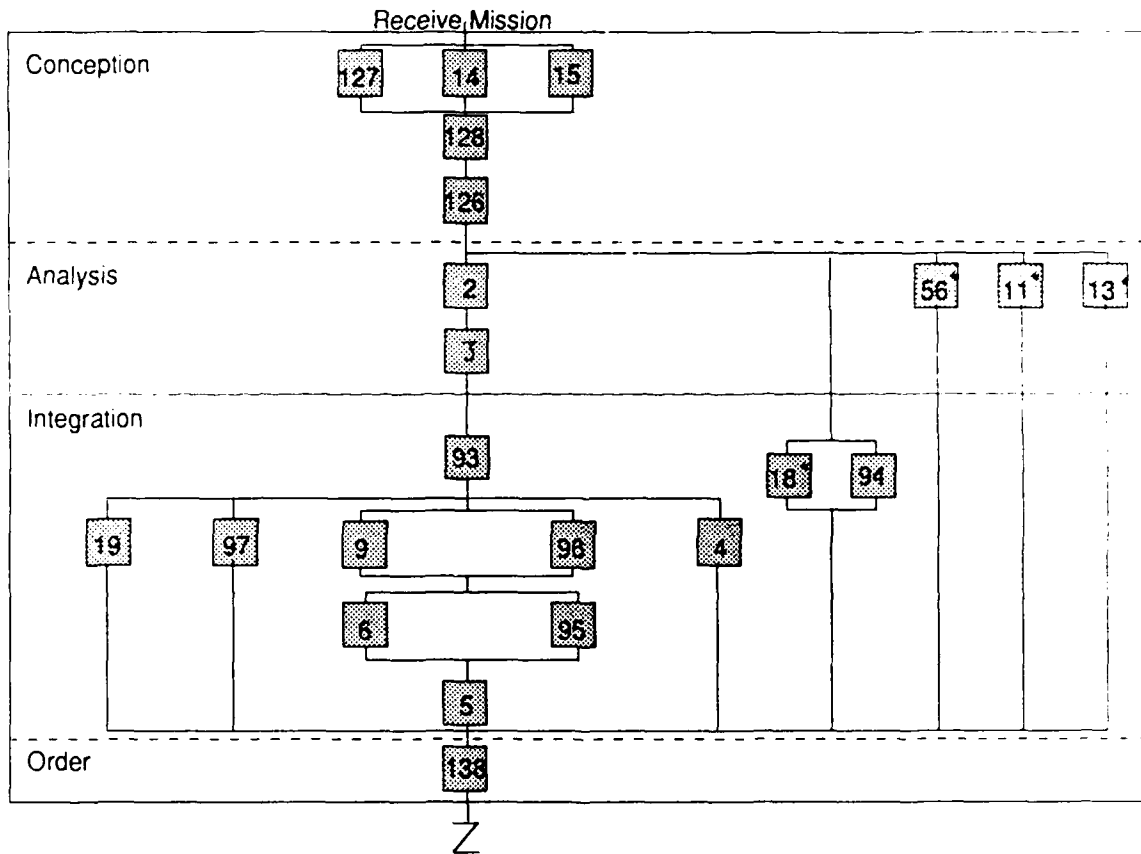 Receive Mission
Conception
127 14 15
128
126
Analysis
2 56 11 13
3
Integration
93 18 94
19 97 9 96 4
6 95
5
Order
138
Z